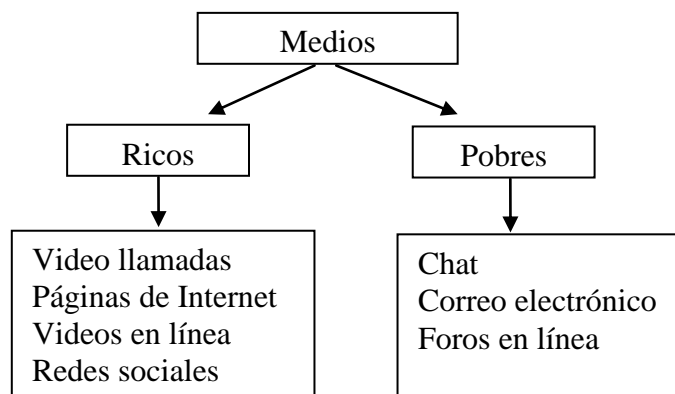 Medios
Ricos
Pobres
Video llamadas
Páginas de Internet
Videos en línea
Redes sociales
Chat
Correo electrónico
Foros en línea